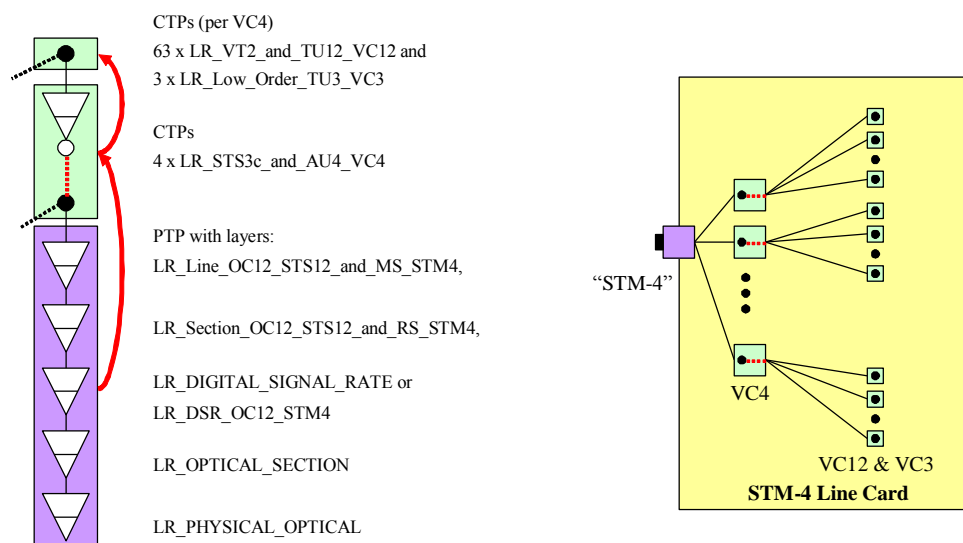 CTPs (per VC4)
63 x LR_VT2_and_TU12_VC12 and
3 x LR_Low_Order_TU3_VC3
CTPs
4 x LR_STS3c_and_AU4_VC4
PTP with layers:
LR_Line_OC12_STS12_and_MS_STM4,
LR_Section_OC12_STS12_and_RS_STM4,
LR_DIGITAL_SIGNAL_RATE or
LR_DSR_OC12_STM4
LR_OPTICAL_SECTION
LR_PHYSICAL_OPTICAL
“STM-4”
VC4
VC12 & VC3
STM-4 Line Card